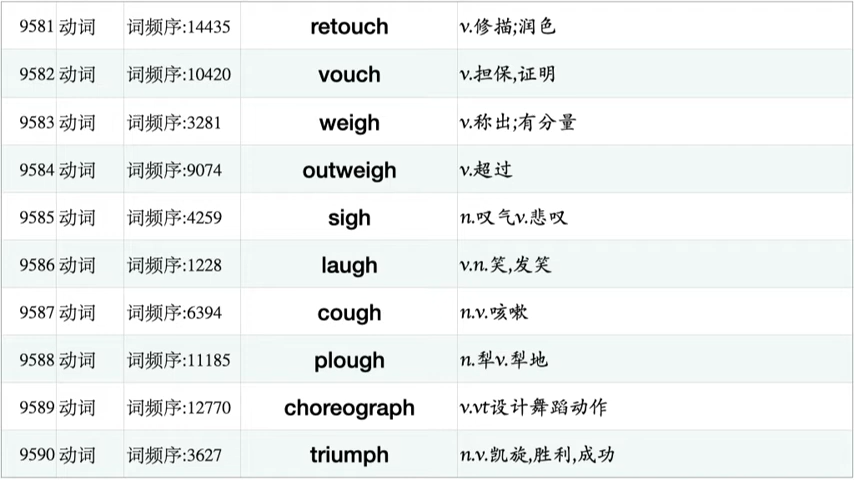 9581 动词 词频序:14435 retouch v.修描;润色
9582 动词 词频序:10420 vouch v.担保,证明
9583 动词 词频序:3281 weigh v.称出;有分量
9584 动词 词频序:9074 outweigh v.超过
9585 动词 词频序:4259 sigh n.叹气v.悲叹
9586 动词 词频序:1228 laugh v.n.笑,发笑
9587 动词 词频序:6394 cough n.v.咳嗽
9588 动词 词频序:11185 plough n.犁v.犁地
9589 动词 词频序:12770 choreograph v.vt设计舞蹈动作
9590 动词 词频序:3627 triumph n.v.凯旋,胜利,成功